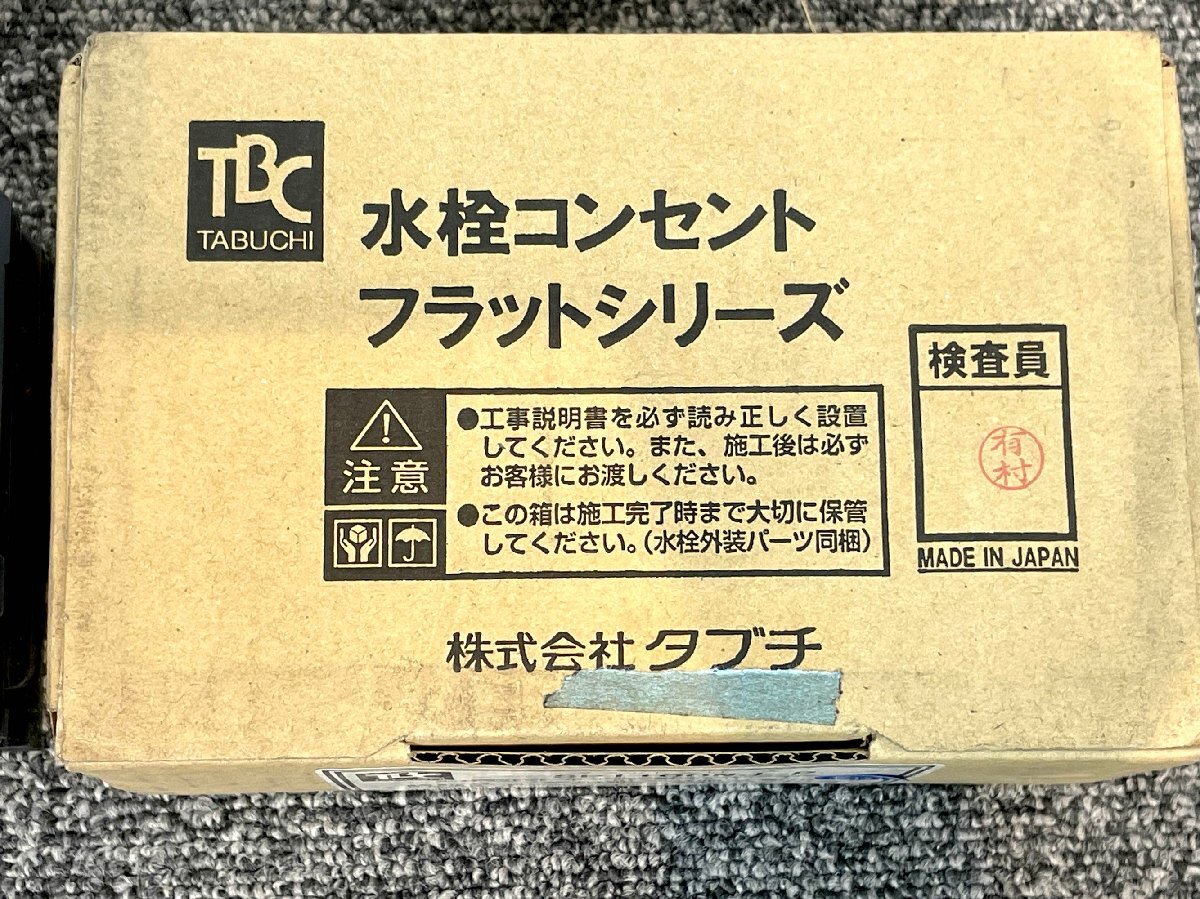 TBC
TABUCHI
水栓コンセント
フラットシリーズ
注意
●工事説明書を必ず読み正しく設置
してください。また、施工後は必ず
お客様にお渡しください。
●この箱は施工完了時まで大切に保管
してください。(水栓外装パーツ同梱)
検査員
有村
MADE IN JAPAN
株式会社タブチ
TBC